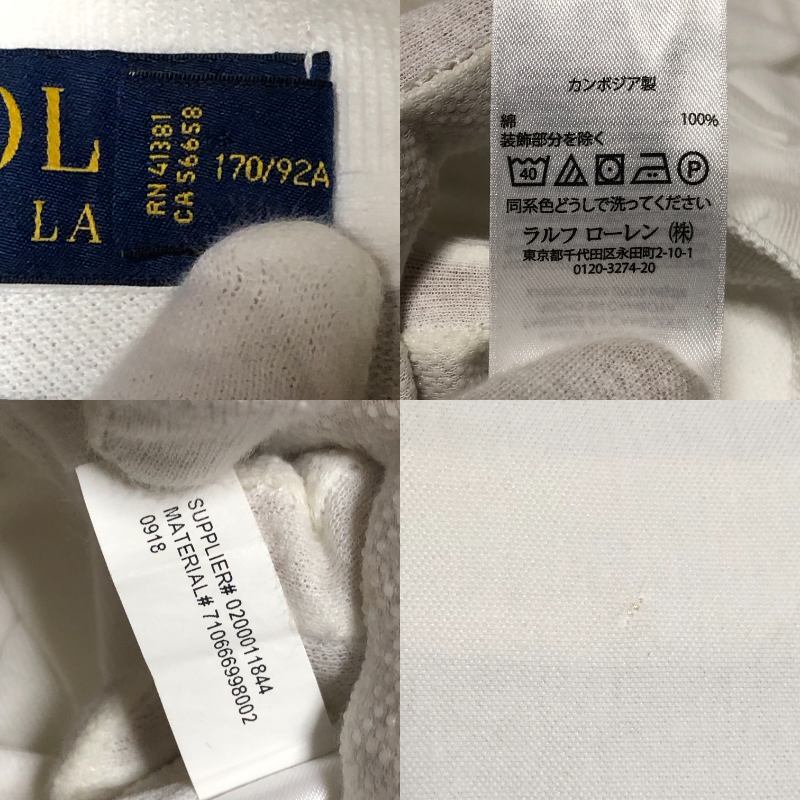 OL
LA
RN 41381
CA 56658
170/92A
カンボジア製
綿 100%
装飾部分を除く
40 P
同系色どうしで洗ってください
ラルフ ローレン ㈱
東京都千代田区永田町2-10-1
0120-3274-20
SUPPLIER# 0200011844
MATERIAL# 710666998002
0918